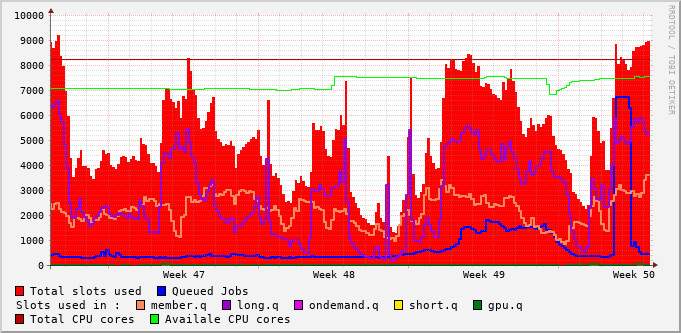 10000
9000
8000
7000
6000
5000
4000
3000
2000
1000
0
Week 47 Week 48 Week 49 Week 50
RRDTOOL / TOBI OETIKER
Total slots used Queued Jobs
Slots used in : member.q long.q ondemand.q short.q gpu.q
Total CPU cores Availale CPU cores